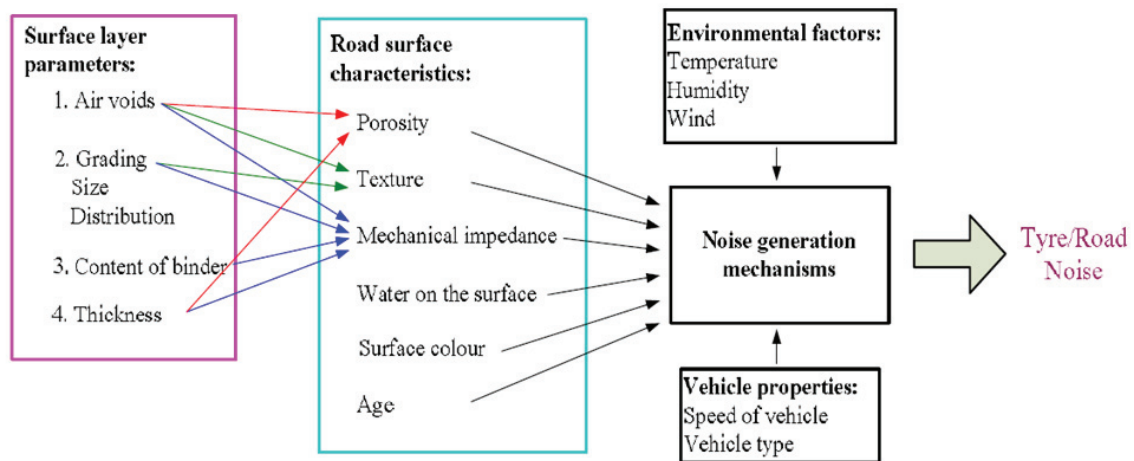 Surface layer
parameters:
1. Air voids
2. Grading
Size
Distribution
3. Content of binder
4. Thickness
Road surface
characteristics:
Porosity
Texture
Mechanical impedance
Water on the surface
Surface colour
Age
Environmental factors:
Temperature
Humidity
Wind
Noise generation
mechanisms
Vehicle properties:
Speed of vehicle
Vehicle type
Tyre/Road
Noise